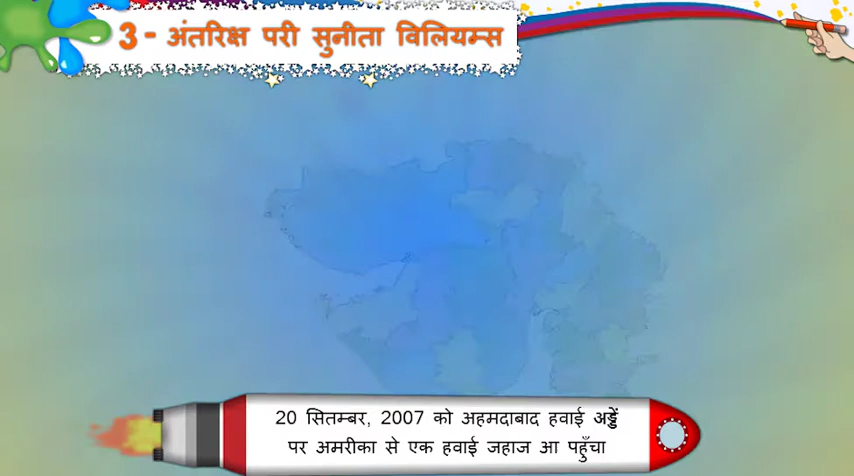 3 - अंतरिक्ष परी सुनीता विलियम्स
20 सितम्बर, 2007 को अहमदाबाद हवाई अड्डें
पर अमरीका से एक हवाई जहाज आ पहुँचा